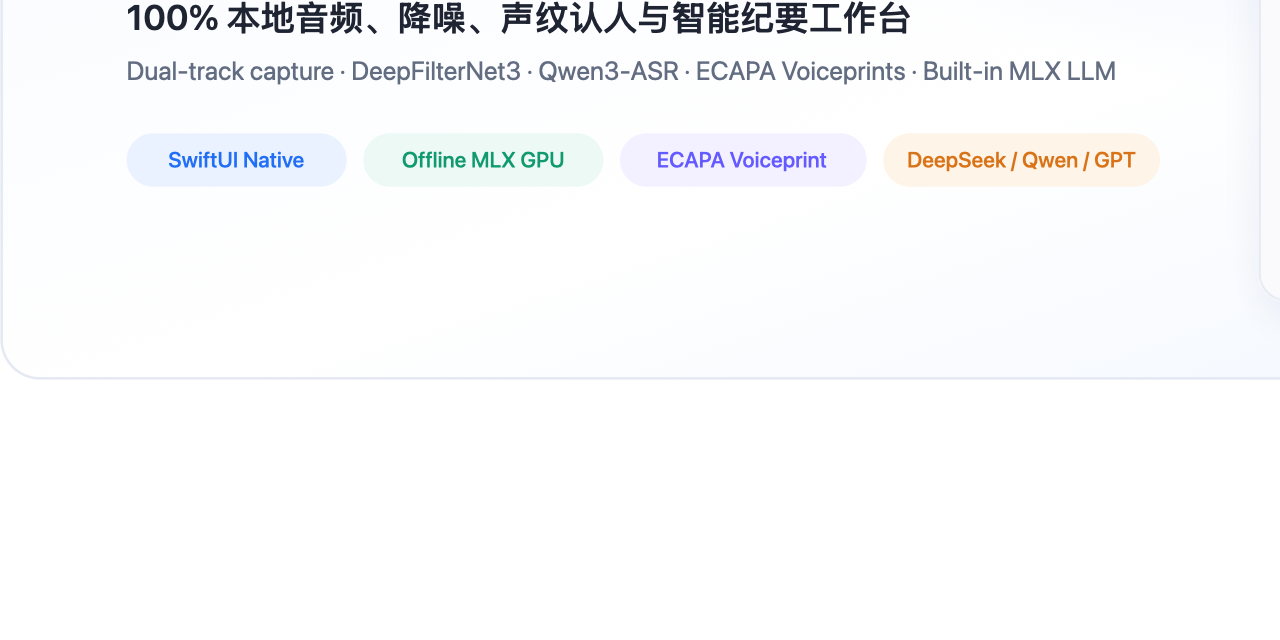 100% 本地音频、降噪、声纹认人与智能纪要工作台
Dual-track capture · DeepFilterNet3 · Qwen3-ASR · ECAPA Voiceprints · Built-in MLX LLM
SwiftUI Native
Offline MLX GPU
ECAPA Voiceprint
DeepSeek / Qwen / GPT